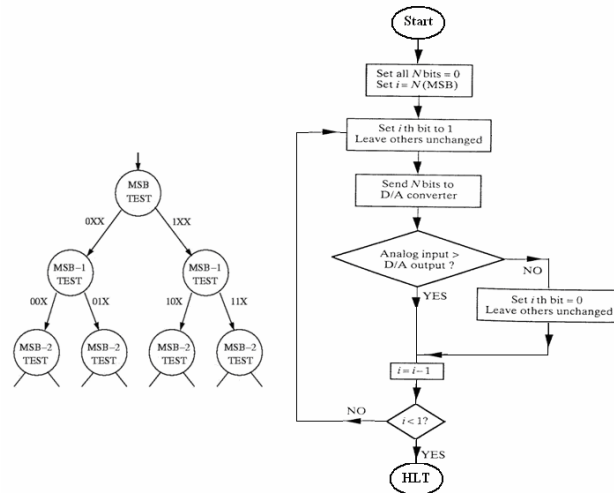 MSB
TEST
0XX
1XX
MSB-1
TEST
MSB-1
TEST
00X
01X
10X
11X
MSB-2
TEST
MSB-2
TEST
MSB-2
TEST
MSB-2
TEST
Start
Set all N bits = 0
Set i = N (MSB)
Set i th bit to 1
Leave others unchanged
Send N bits to
D/A converter
Analog input >
D/A output ?
NO
YES
Set i th bit = 0
Leave others unchanged
i = i-1
NO
i < 1?
YES
HLT